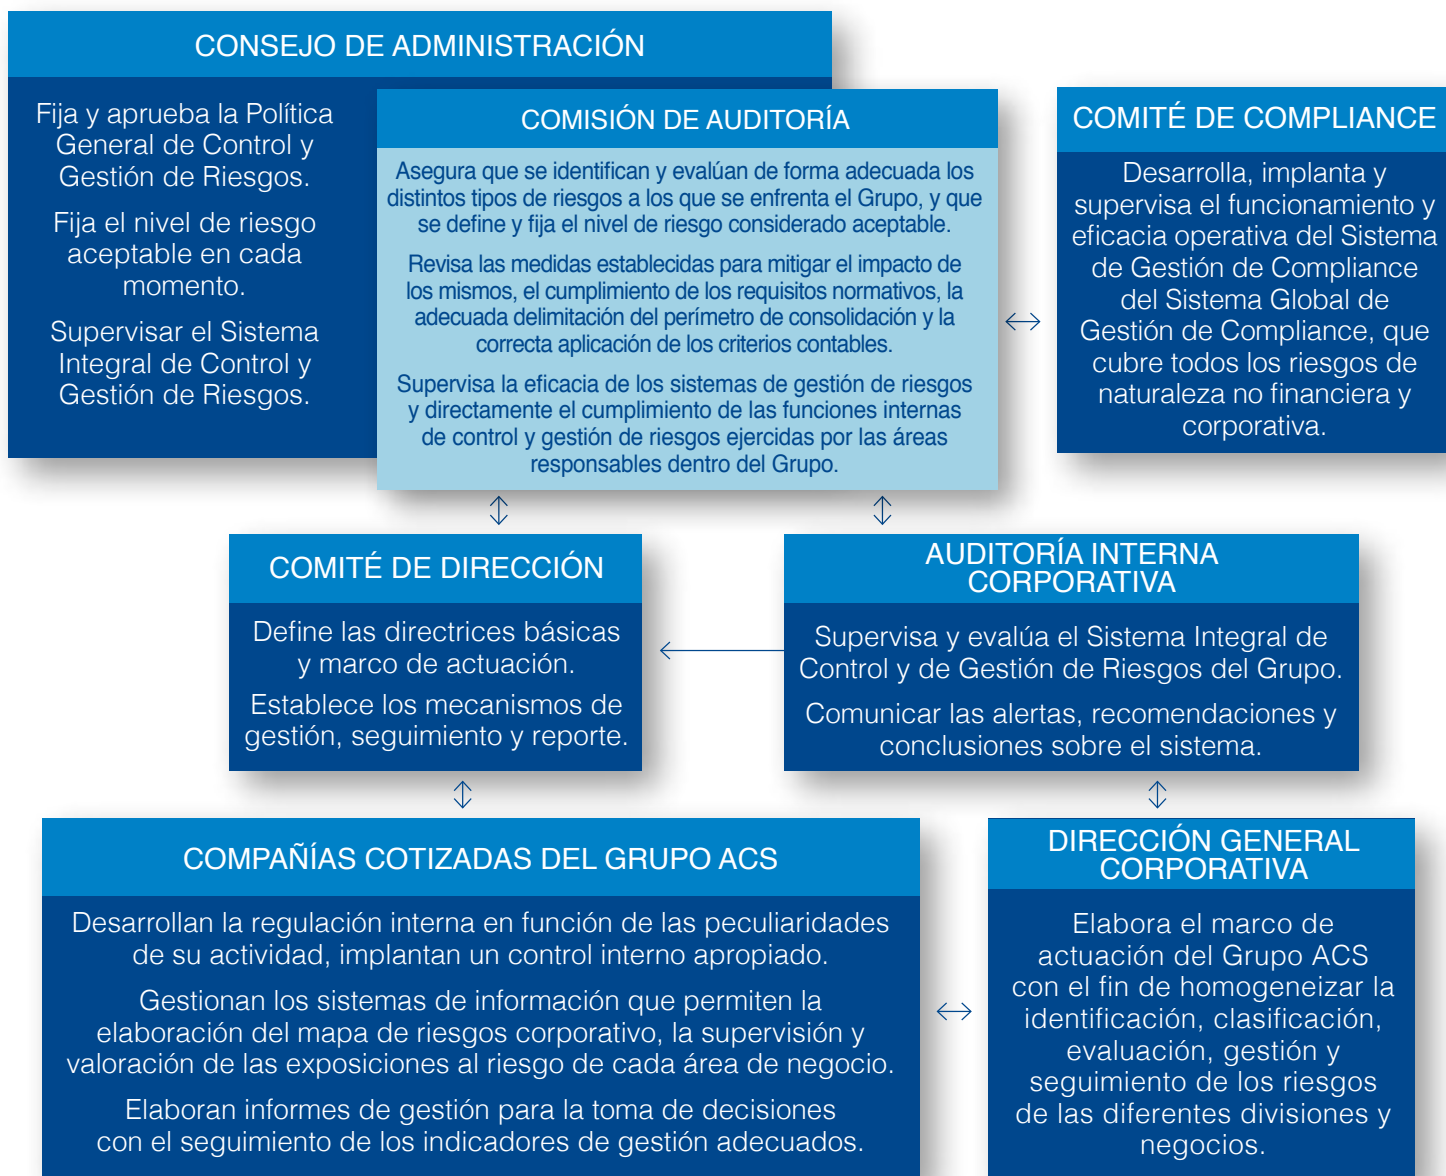 CONSEJO DE ADMINISTRACIÓN
Fija y aprueba la Política
General de Control y
Gestión de Riesgos.
Fija el nivel de riesgo
aceptable en cada
momento.
Supervisar el Sistema
Integral de Control y
Gestión de Riesgos.
COMISIÓN DE AUDITORÍA
Asegura que se identifican y evalúan de forma adecuada los
distintos tipos de riesgos a los que se enfrenta el Grupo, y que
se define y fija el nivel de riesgo considerado aceptable.
Revisa las medidas establecidas para mitigar el impacto de
los mismos, el cumplimiento de los requisitos normativos, la
adecuada delimitación del perímetro de consolidación y la
correcta aplicación de los criterios contables.
Supervisa la eficacia de los sistemas de gestión de riesgos
y directamente el cumplimiento de las funciones internas
de control y gestión de riesgos ejercidas por las áreas
responsables dentro del Grupo.
COMITÉ DE COMPLIANCE
Desarrolla, implanta y
supervisa el funcionamiento y
eficacia operativa del Sistema
de Gestión de Compliance
del Sistema Global de
Gestión de Compliance, que
cubre todos los riesgos de
naturaleza no financiera y
corporativa.
COMITÉ DE DIRECCIÓN
Define las directrices básicas
y marco de actuación.
Establece los mecanismos de
gestión, seguimiento y reporte.
AUDITORÍA INTERNA
CORPORATIVA
Supervisa y evalúa el Sistema Integral de
Control y de Gestión de Riesgos del Grupo.
Comunicar las alertas, recomendaciones y
conclusiones sobre el sistema.
COMPAÑÍAS COTIZADAS DEL GRUPO ACS
Desarrollan la regulación interna en función de las peculiaridades
de su actividad, implantan un control interno apropiado.
Gestionan los sistemas de información que permiten la
elaboración del mapa de riesgos corporativo, la supervisión y
valoración de las exposiciones al riesgo de cada área de negocio.
Elaboran informes de gestión para la toma de decisiones
con el seguimiento de los indicadores de gestión adecuados.
DIRECCIÓN GENERAL
CORPORATIVA
Elabora el marco de
actuación del Grupo ACS
con el fin de homogeneizar la
identificación, clasificación,
evaluación, gestión y
seguimiento de los riesgos
de las diferentes divisiones y
negocios.